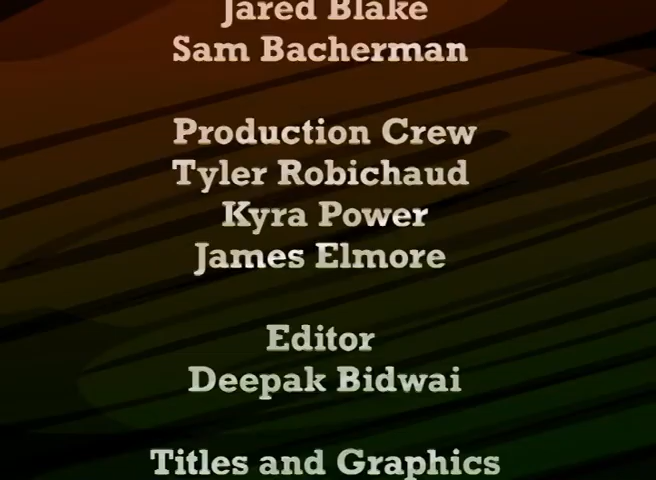 Jared Blake
Sam Bacherman
Production Crew
Tyler Robichaud
Kyra Power
James Elmore
Editor
Deepak Bidwai
Titles and Graphics